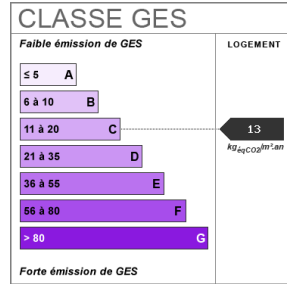 CLASSE GES
Faible émission de GES
LOGEMENT
≤ 5 A
6 à 10 B
11 à 20 C
13
kgéqCO2/m².an
21 à 35 D
36 à 55 E
56 à 80 F
> 80 G
Forte émission de GES